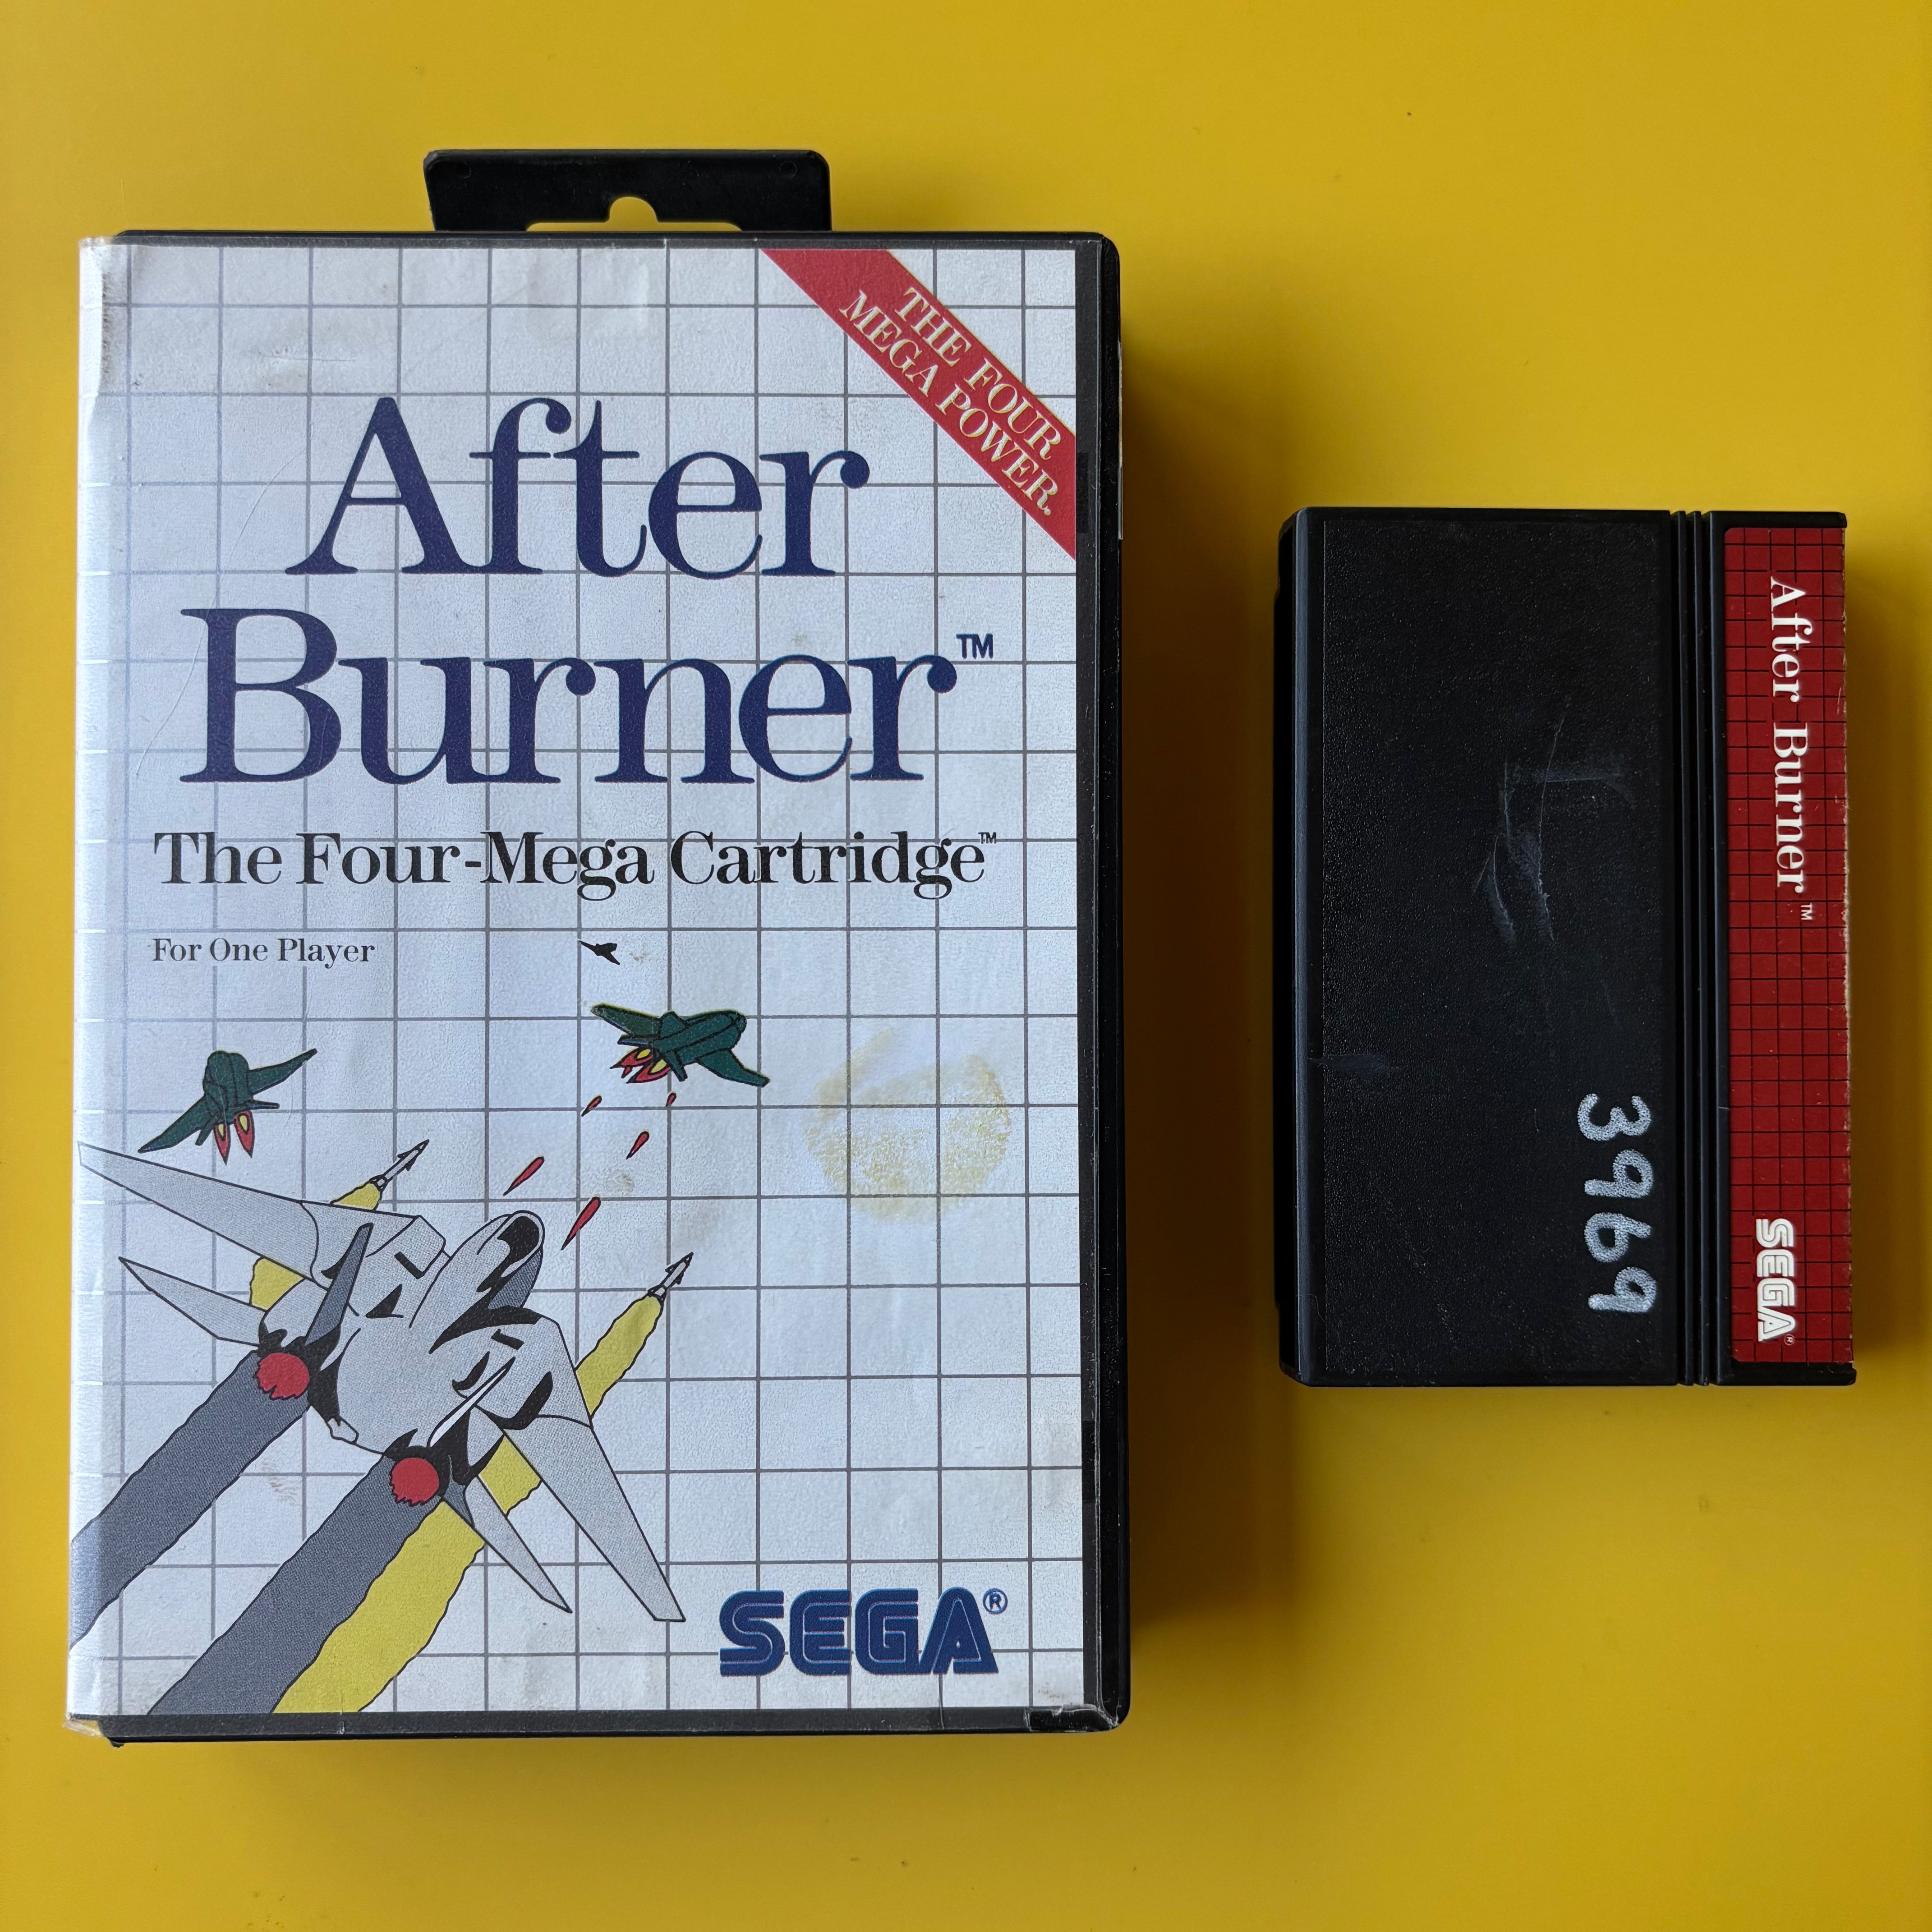 THE FOUR
MEGA POWER.
After
Burner™
The Four-Mega Cartridge™
For One Player
SEGA®
After Burner™
SEGA®
3969